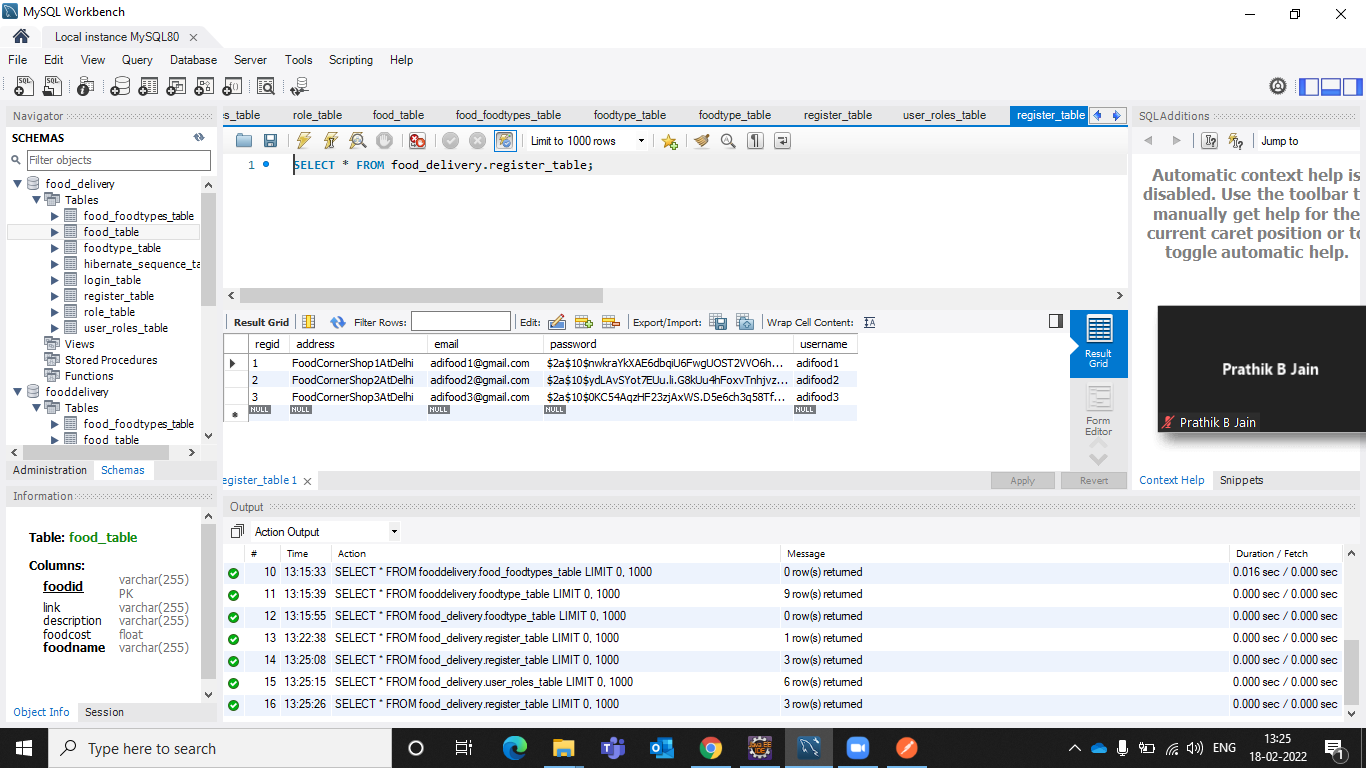 MySQL Workbench
Local instance MySQL80
File Edit View Query Database Server Tools Scripting Help
Navigator
SCHEMAS
Filter objects
food_delivery
Tables
food_foodtypes_table
food_table
foodtype_table
hibernate_sequence_ta
login_table
register_table
role_table
user_roles_table
Views
Stored Procedures
Functions
fooddelivery
Tables
food_foodtypes_table
food_table
Administration Schemas
Information
Table: food_table
Columns:
foodid varchar(255) PK
link varchar(255)
description varchar(255)
foodcost float
foodname varchar(255)
Object Info Session
s_table role_table food_table food_foodtypes_table foodtype_table foodtype_table register_table user_roles_table register_table
Limit to 1000 rows
1 SELECT * FROM food_delivery.register_table;
Result Grid Filter Rows: Edit: Export/Import: Wrap Cell Content:
regid address email password username
1 FoodCornerShop1AtDelhi adifood1@gmail.com $2a$10$nwkraYkXAE6dbqiU6FwgUOST2VVO6h... adifood1
2 FoodCornerShop2AtDelhi adifood2@gmail.com $2a$10$ydLAvSYot7EUu.li.G8kUu4hFoxvTnhjvz... adifood2
3 FoodCornerShop3AtDelhi adifood3@gmail.com $2a$10$0KC54AqzHF23zjAxWS.D5e6ch3q58Tf... adifood3
NULL NULL NULL NULL NULL
Result Grid
Form Editor
egister_table 1
Apply Revert
SQLAdditions
Jump to
Automatic context help is
disabled. Use the toolbar t
manually get help for the
current caret position or to
toggle automatic help.
Prathik B Jain
Prathik B Jain
Context Help Snippets
Output
Action Output
# Time Action Message Duration / Fetch
10 13:15:33 SELECT * FROM fooddelivery.food_foodtypes_table LIMIT 0, 1000 0 row(s) returned 0.016 sec / 0.000 sec
11 13:15:39 SELECT * FROM fooddelivery.foodtype_table LIMIT 0, 1000 9 row(s) returned 0.000 sec / 0.000 sec
12 13:15:55 SELECT * FROM food_delivery.foodtype_table LIMIT 0, 1000 0 row(s) returned 0.000 sec / 0.000 sec
13 13:22:38 SELECT * FROM food_delivery.register_table LIMIT 0, 1000 1 row(s) returned 0.000 sec / 0.000 sec
14 13:25:08 SELECT * FROM food_delivery.register_table LIMIT 0, 1000 3 row(s) returned 0.000 sec / 0.000 sec
15 13:25:15 SELECT * FROM food_delivery.user_roles_table LIMIT 0, 1000 6 row(s) returned 0.000 sec / 0.000 sec
16 13:25:26 SELECT * FROM food_delivery.register_table LIMIT 0, 1000 3 row(s) returned 0.000 sec / 0.000 sec
Type here to search
ENG
13:25
18-02-2022
1